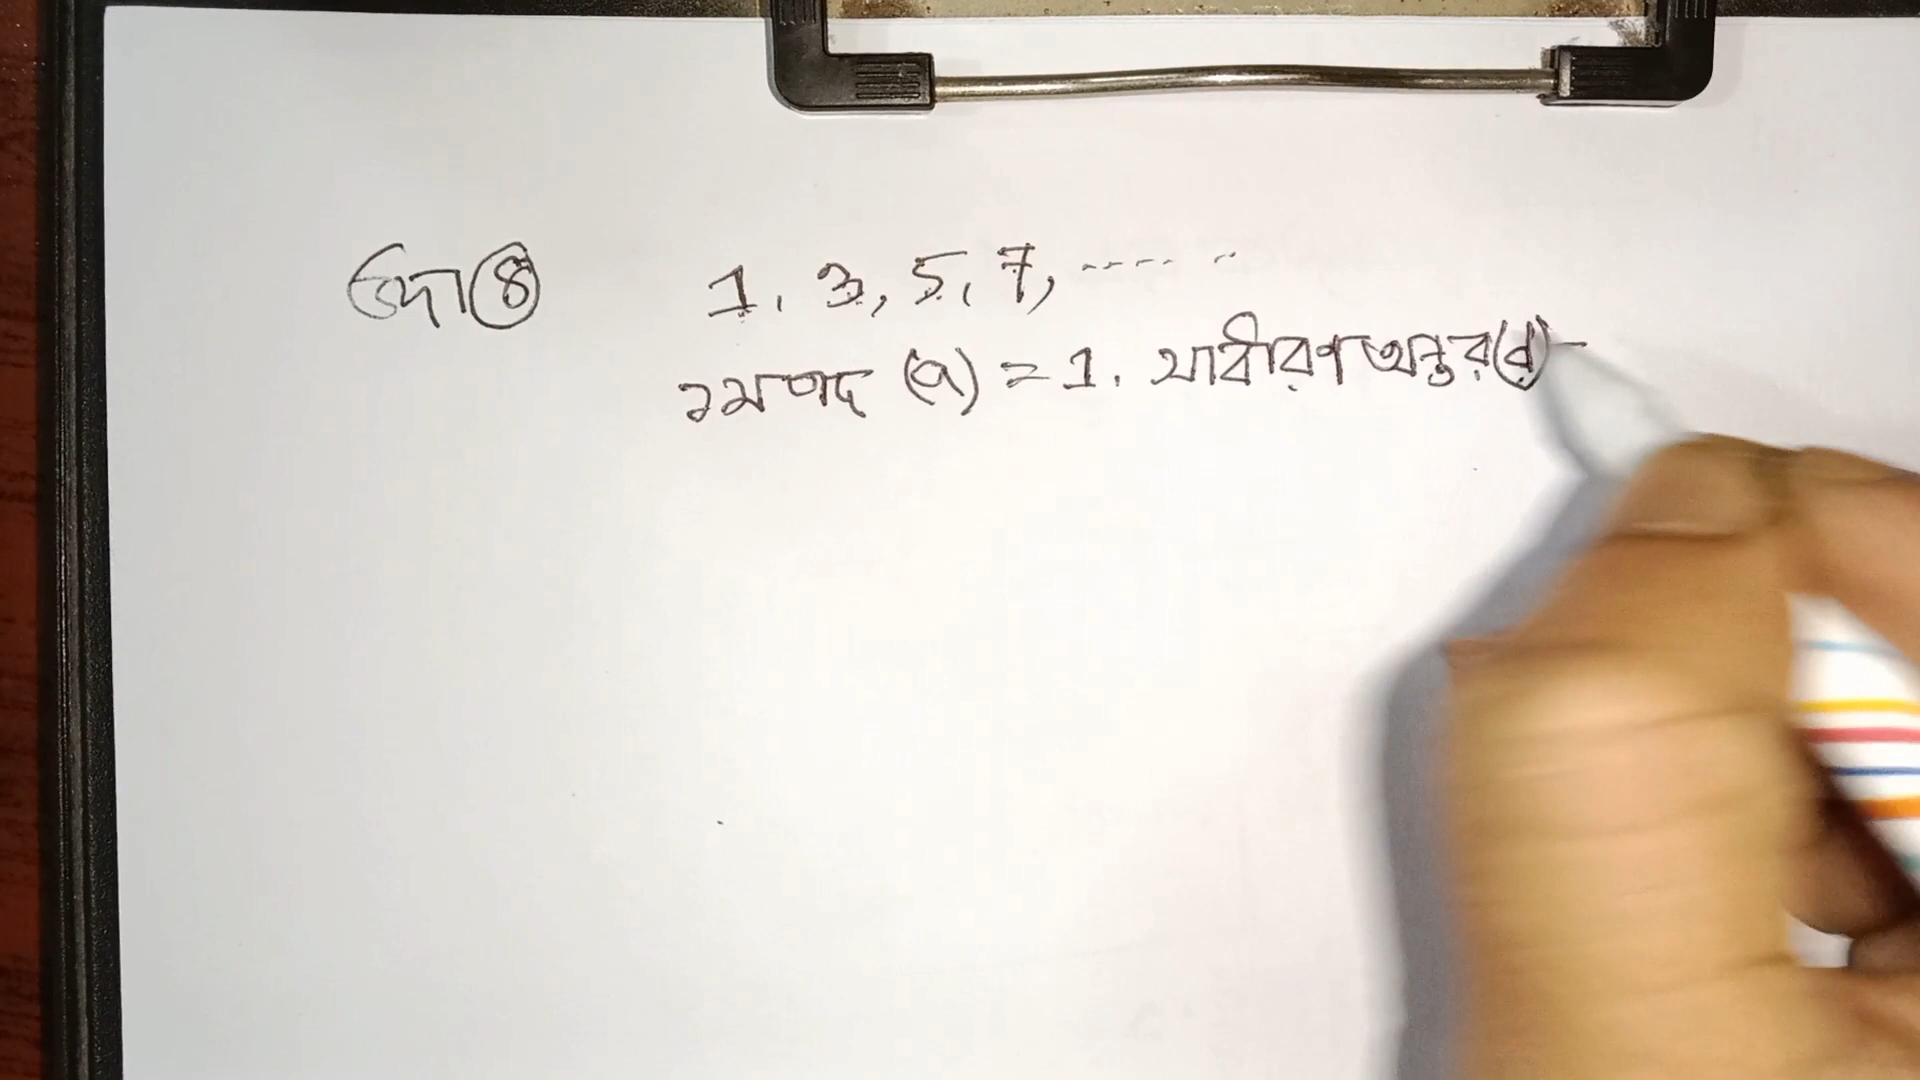 উদা ৪ 1, 3, 5, 7, ------ --
১ম পদ (a) = 1. সাধারণ অন্তর (d) -